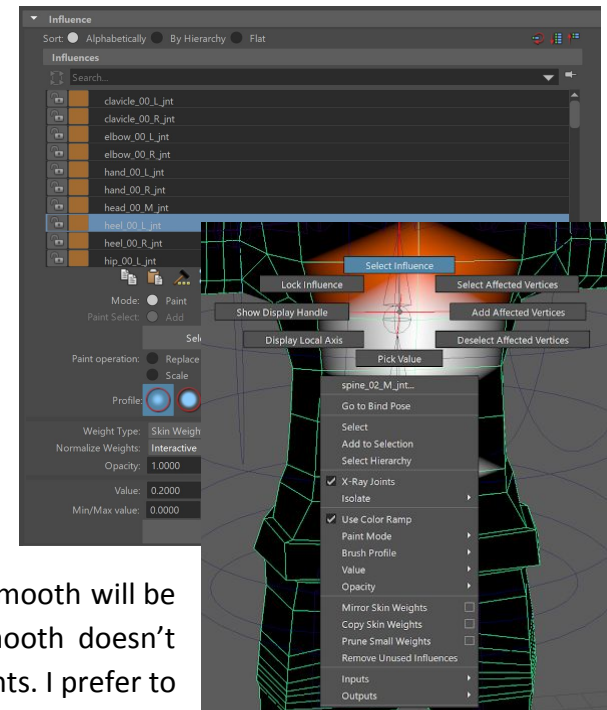 Influence
Sort: Alphabetically By Hierarchy Flat
Influences
Search...
clavicle_00_L_jnt
clavicle_00_R_jnt
elbow_00_L_jnt
elbow_00_R_jnt
hand_00_L_jnt
hand_00_R_jnt
head_00_M_jnt
heel_00_L_jnt
heel_00_R_jnt
hip_00_L_jnt
Mode: Paint
Paint Select: Add
Paint operation: Replace
Scale
Profile:
Weight Type: Skin Weigh
Normalize Weights: Interactive
Opacity: 1.0000
Value: 0.2000
Min/Max value: 0.0000
Select Influence
Lock Influence Select Affected Vertices
Show Display Handle Add Affected Vertices
Display Local Axis Deselect Affected Vertices
Pick Value
spine_02_M_jnt...
Go to Bind Pose
Select
Add to Selection
Select Hierarchy
X-Ray Joints
Isolate
Use Color Ramp
Paint Mode
Brush Profile
Value
Opacity
Mirror Skin Weights
Copy Skin Weights
Prune Small Weights
Remove Unused Influences
Inputs
Outputs
mooth will be
mooth doesn't
nts. I prefer to